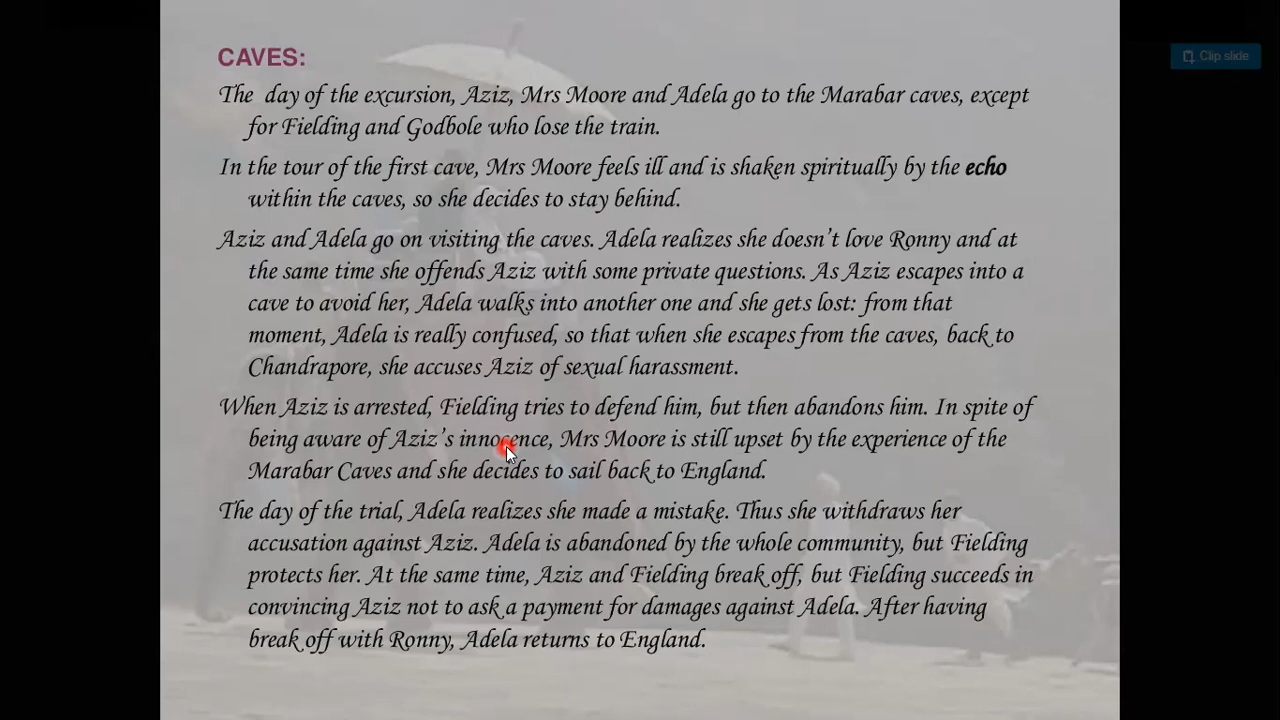 Clip slide
CAVES:
The day of the excursion, Aziz, Mrs Moore and Adela go to the Marabar caves, except
for Fielding and Godbole who lose the train.
In the tour of the first cave, Mrs Moore feels ill and is shaken spiritually by the echo
within the caves, so she decides to stay behind.
Aziz and Adela go on visiting the caves. Adela realizes she doesn’t love Ronny and at
the same time she offends Aziz with some private questions. As Aziz escapes into a
cave to avoid her, Adela walks into another one and she gets lost: from that
moment, Adela is really confused, so that when she escapes from the caves, back to
Chandrapore, she accuses Aziz of sexual harassment.
When Aziz is arrested, Fielding tries to defend him, but then abandons him. In spite of
being aware of Aziz’s innocence, Mrs Moore is still upset by the experience of the
Marabar Caves and she decides to sail back to England.
The day of the trial, Adela realizes she made a mistake. Thus she withdraws her
accusation against Aziz. Adela is abandoned by the whole community, but Fielding
protects her. At the same time, Aziz and Fielding break off, but Fielding succeeds in
convincing Aziz not to ask a payment for damages against Adela. After having
break off with Ronny, Adela returns to England.